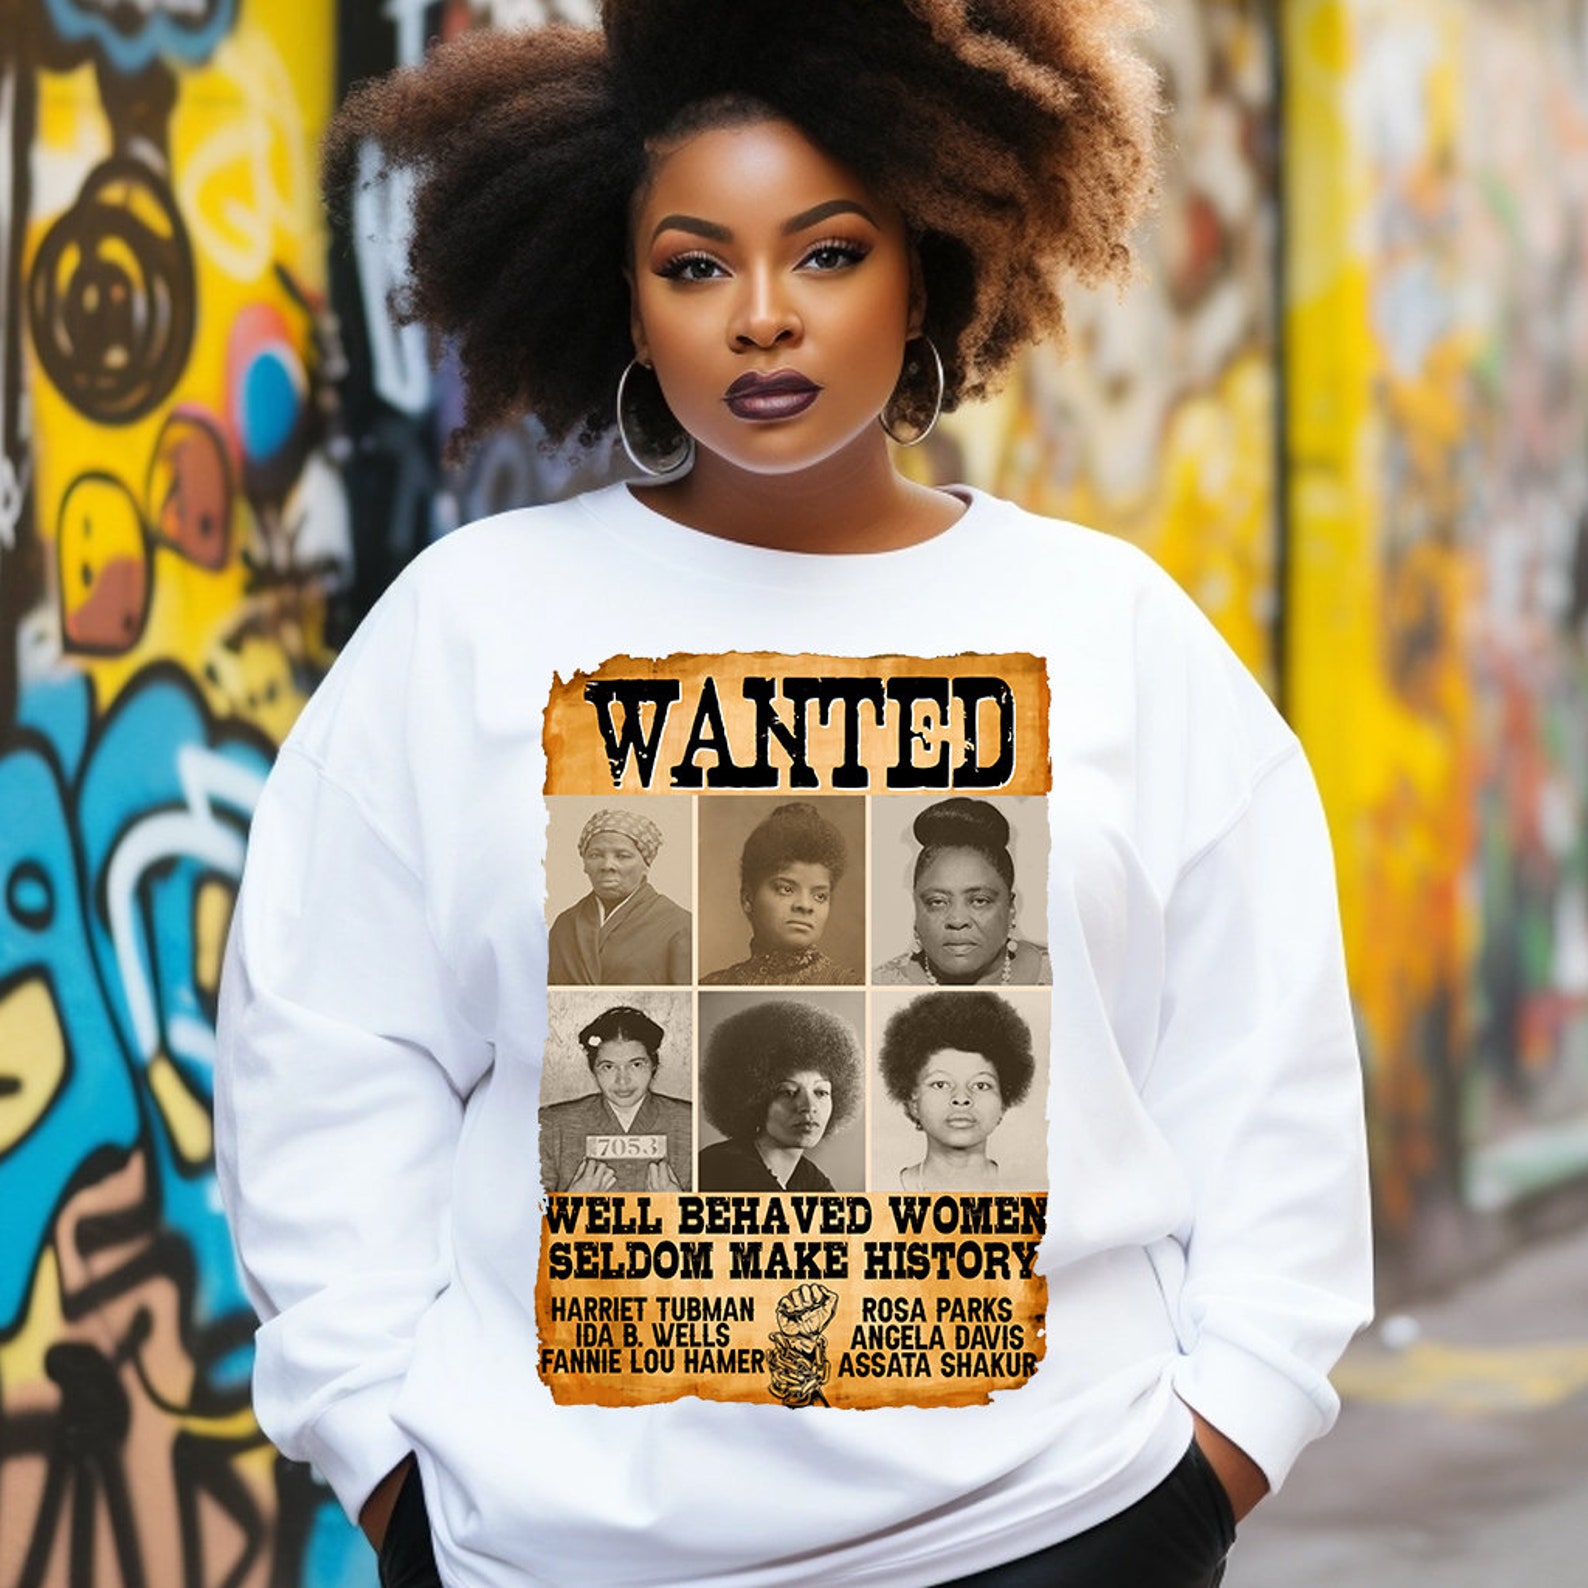 WANTED
7053
WELL BEHAVED WOMEN
SELDOM MAKE HISTORY
HARRIET TUBMAN
IDA B. WELLS
FANNIE LOU HAMER
ROSA PARKS
ANGELA DAVIS
ASSATA SHAKUR